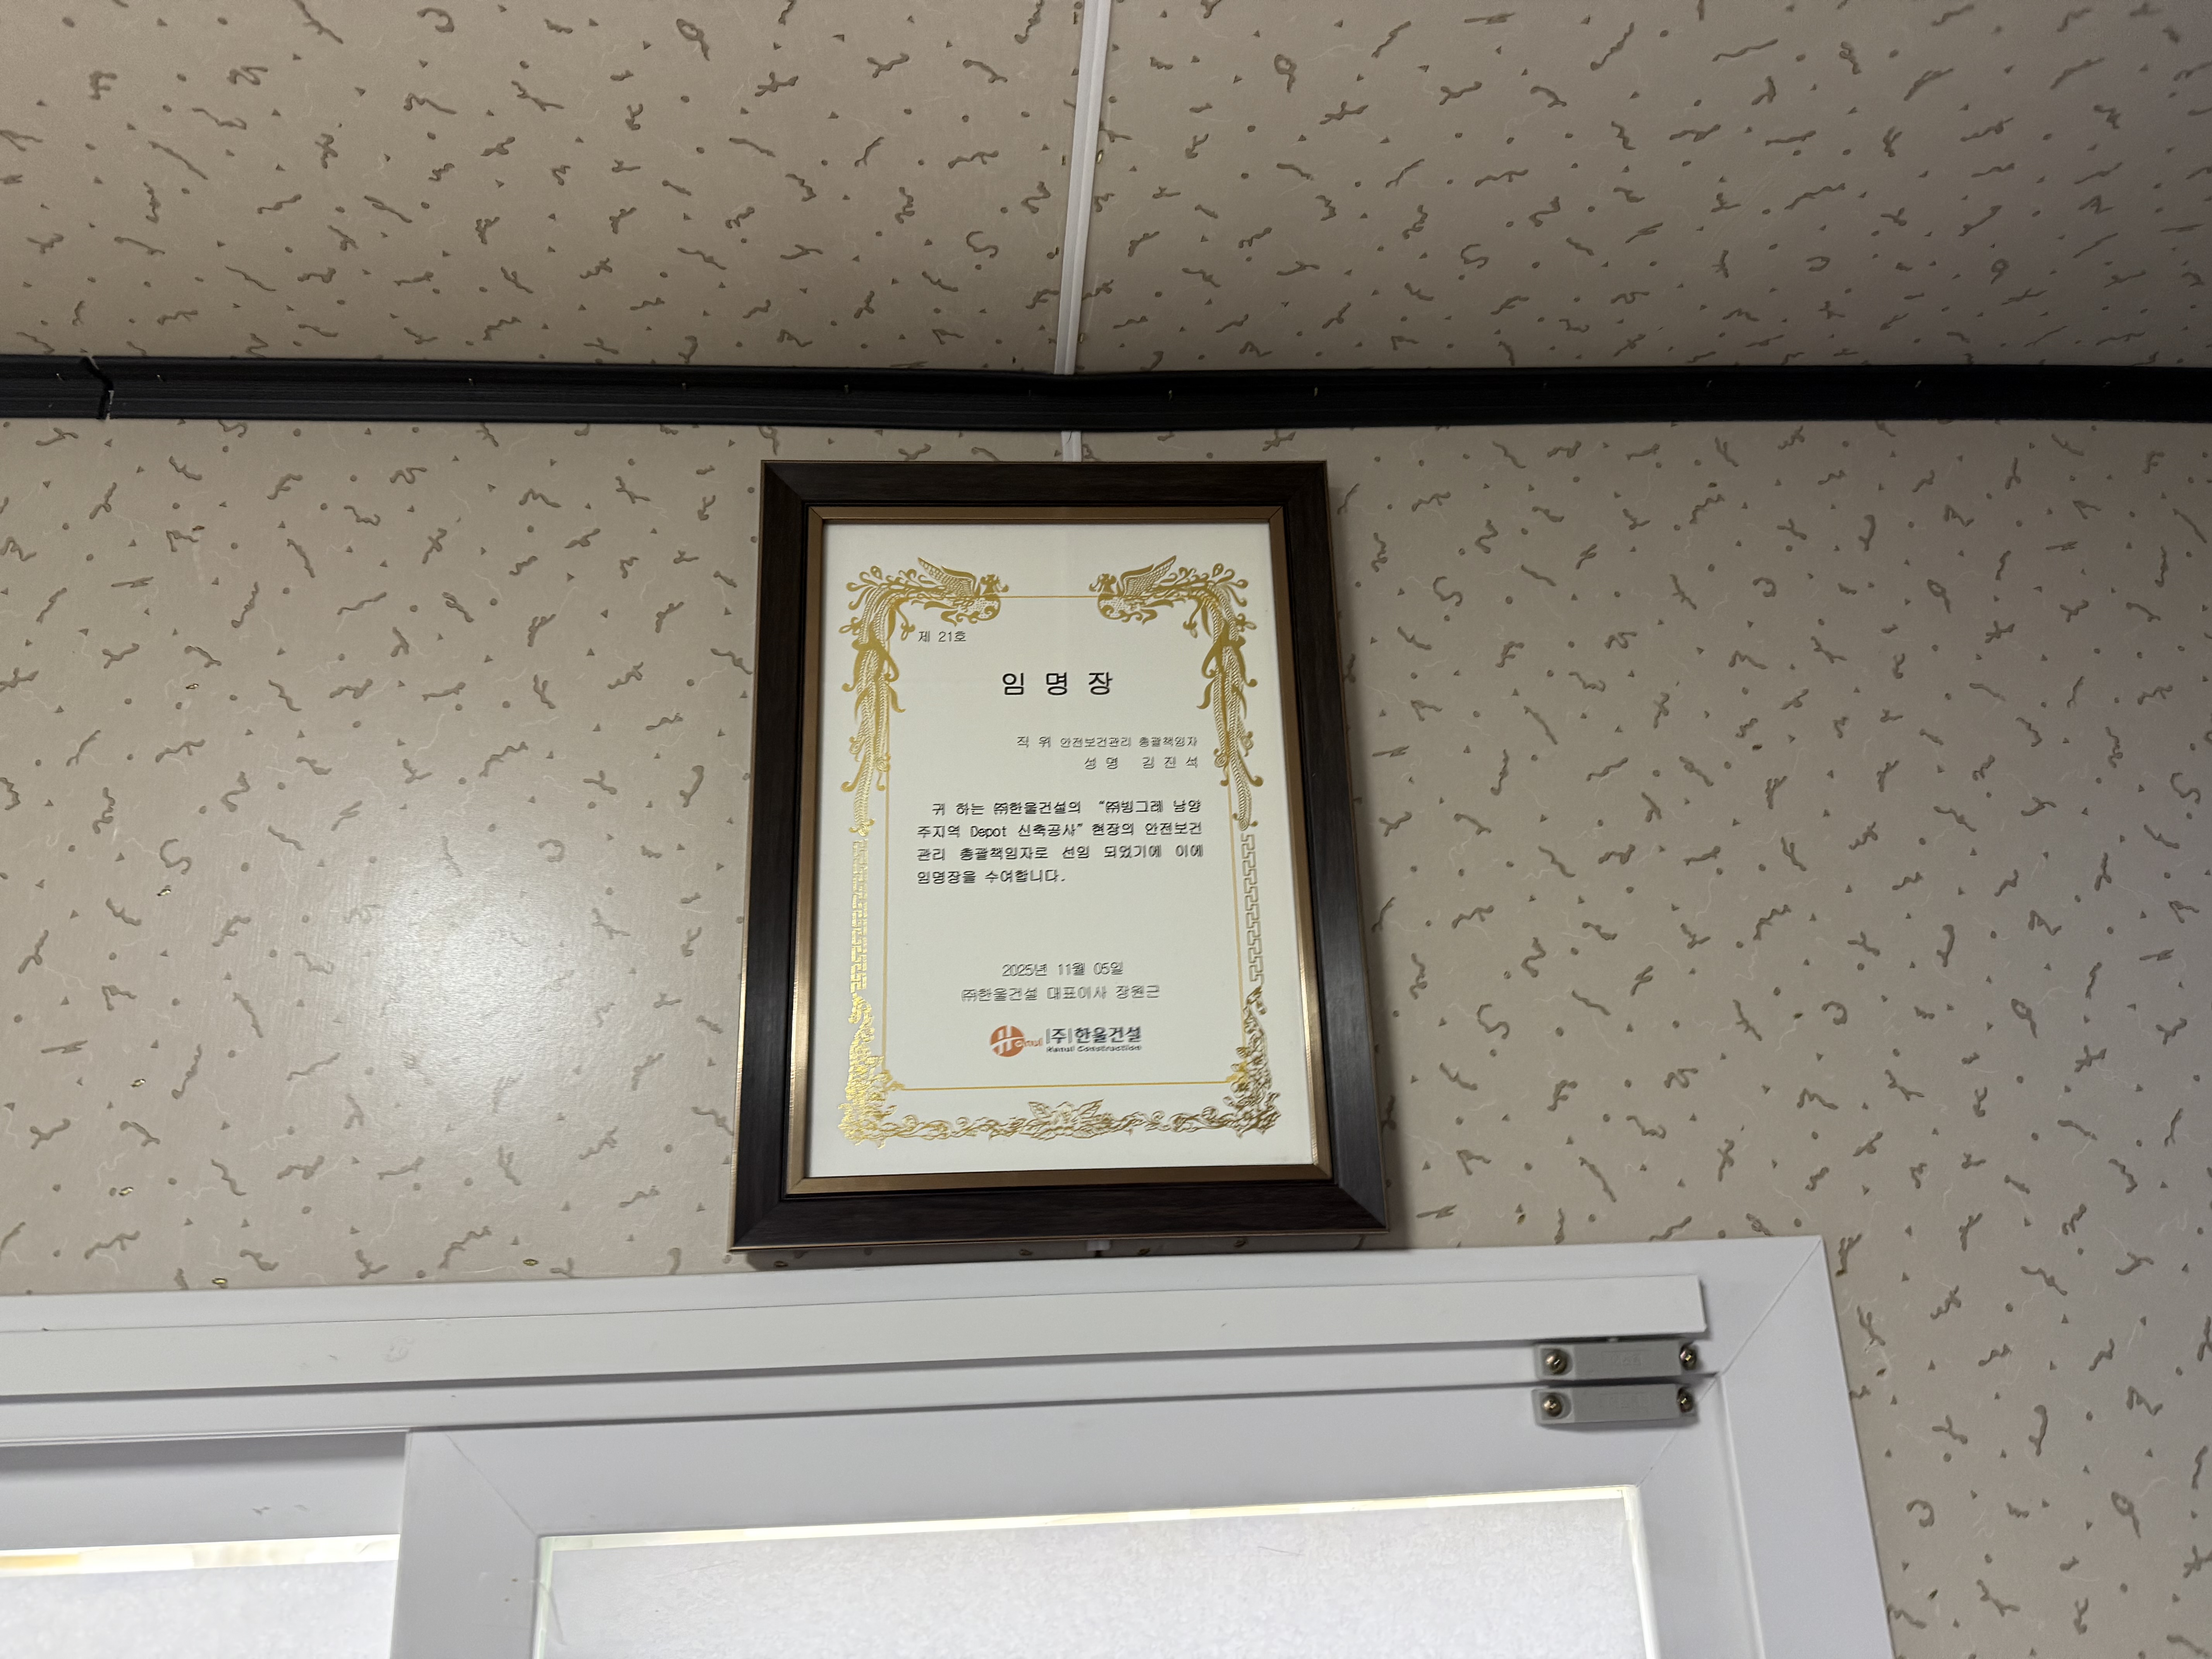 제 21호
임 명 장
직 위 안전보건관리 총괄책임자
성 명 김 진 석
귀 하는 ㈜한울건설의 “㈜빙그레 남양
주지역 Depot 신축공사” 현장의 안전보건
관리 총괄책임자로 선임 되었기에 이에
임명장을 수여합니다.
2025년 11월 05일
㈜한울건설 대표이사 장원근
Hanul |주|한울건설
Hanul Construction